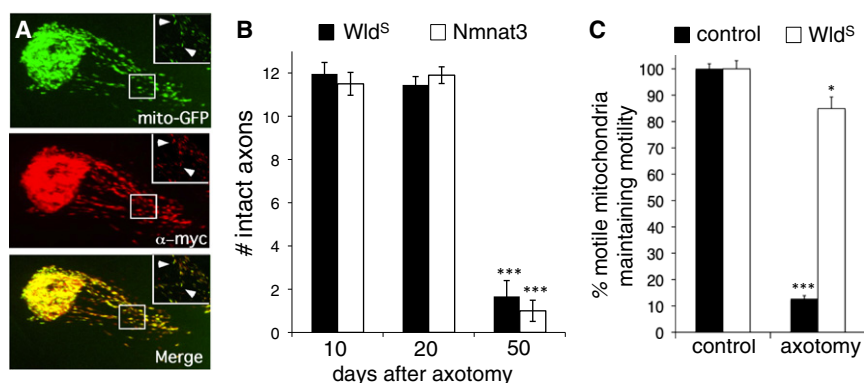 A
mito-GFP
α-myc
Merge
B
Wld^S
Nmnat3
# intact axons
12
10
8
6
4
2
0
*** ***
10 20 50
days after axotomy
C
control
Wld^S
% motile mitochondria
maintaining motility
100
90
80
70
60
50
40
30
20
10
0
***
*
control axotomy